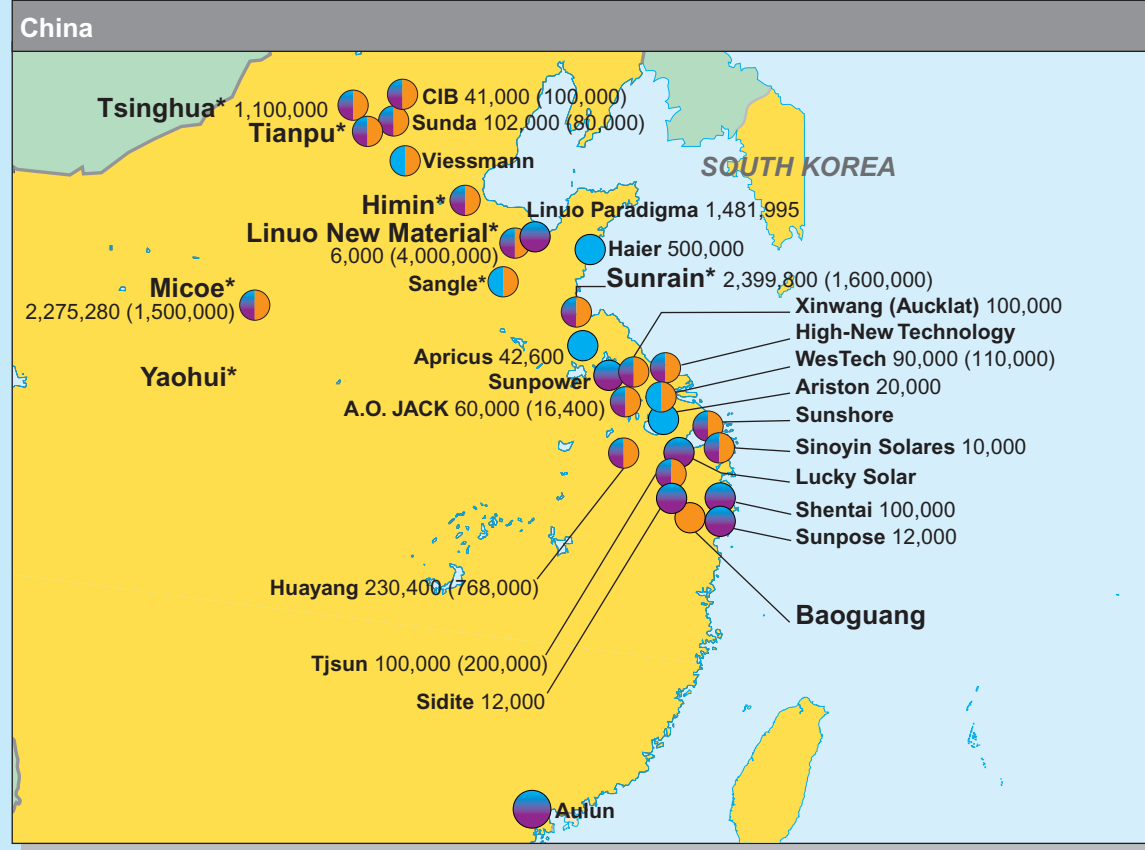 China
CIB 41,000 (100,000)
Tsinghua* 1,100,000
Sunda 102,000 (80,000)
Tianpu*
Viessmann
SOUTH KOREA
Himin*
Linuo Paradigma 1,481,995
Linuo New Material*
6,000 (4,000,000)
Haier 500,000
Sangle*
Sunrain* 2,399,800 (1,600,000)
Micoe*
2,275,280 (1,500,000)
Xinwang (Aucklat) 100,000
High-New Technology
Apricus 42,600
WesTech 90,000 (110,000)
Yaohui*
Sunpower
Ariston 20,000
A.O. JACK 60,000 (16,400)
Sunshore
Sinoyin Solares 10,000
Lucky Solar
Shentai 100,000
Sunpose 12,000
Huayang 230,400 (768,000)
Baoguang
Tjsun 100,000 (200,000)
Sidite 12,000
Aulun